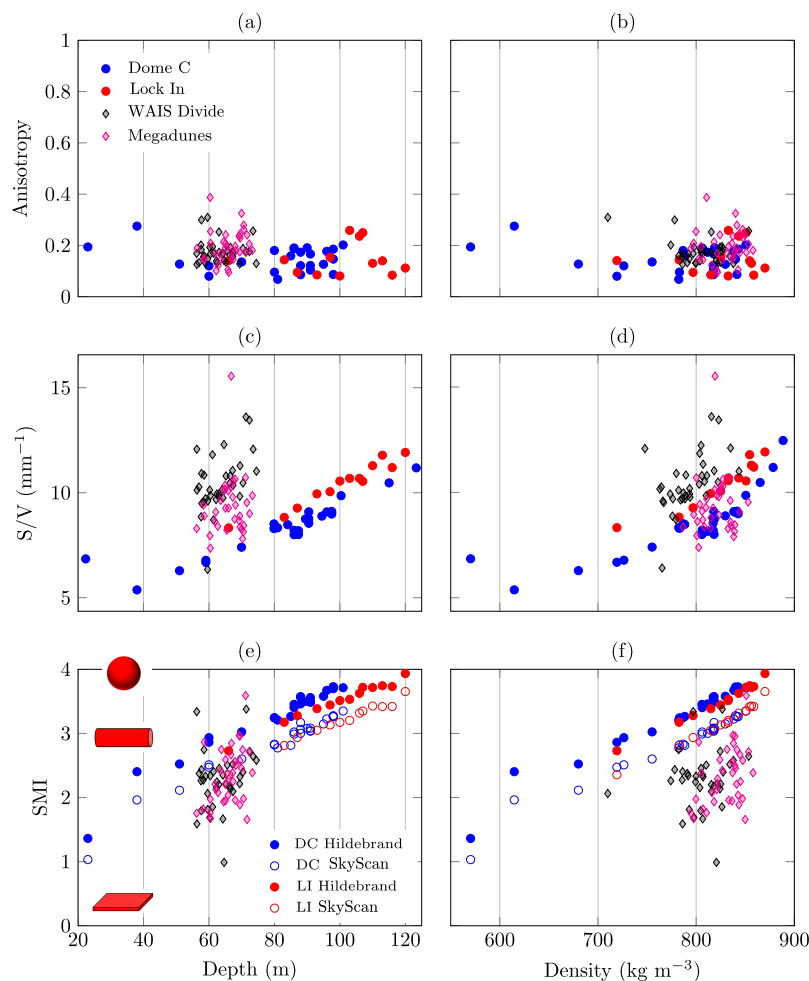 (a)
(b)
Anisotropy
1
0.8
0.6
0.4
0.2
0
Dome C
Lock In
WAIS Divide
Megadunes
(c)
(d)
S/V (mm⁻¹)
15
10
5
(e)
(f)
SMI
4
3
2
1
0
DC Hildebrand
DC SkyScan
LI Hildebrand
LI SkyScan
20 40 60 80 100 120
600 700 800 900
Depth (m)
Density (kg m⁻³)